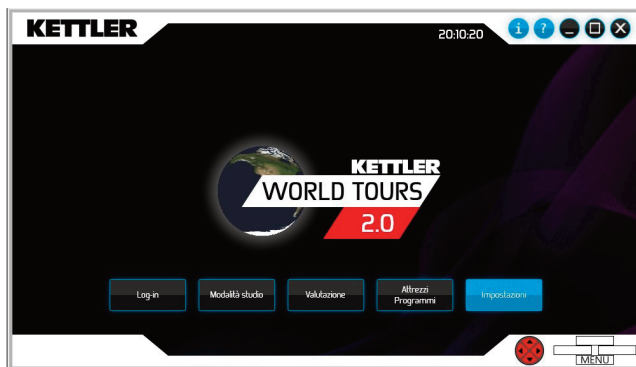 KETTLER
20:10:20
i ?
KETTLER
WORLD TOURS
2.0
Log-in
Modalità studio
Valutazione
Attrezzi
Programmi
Impostazioni
MENU